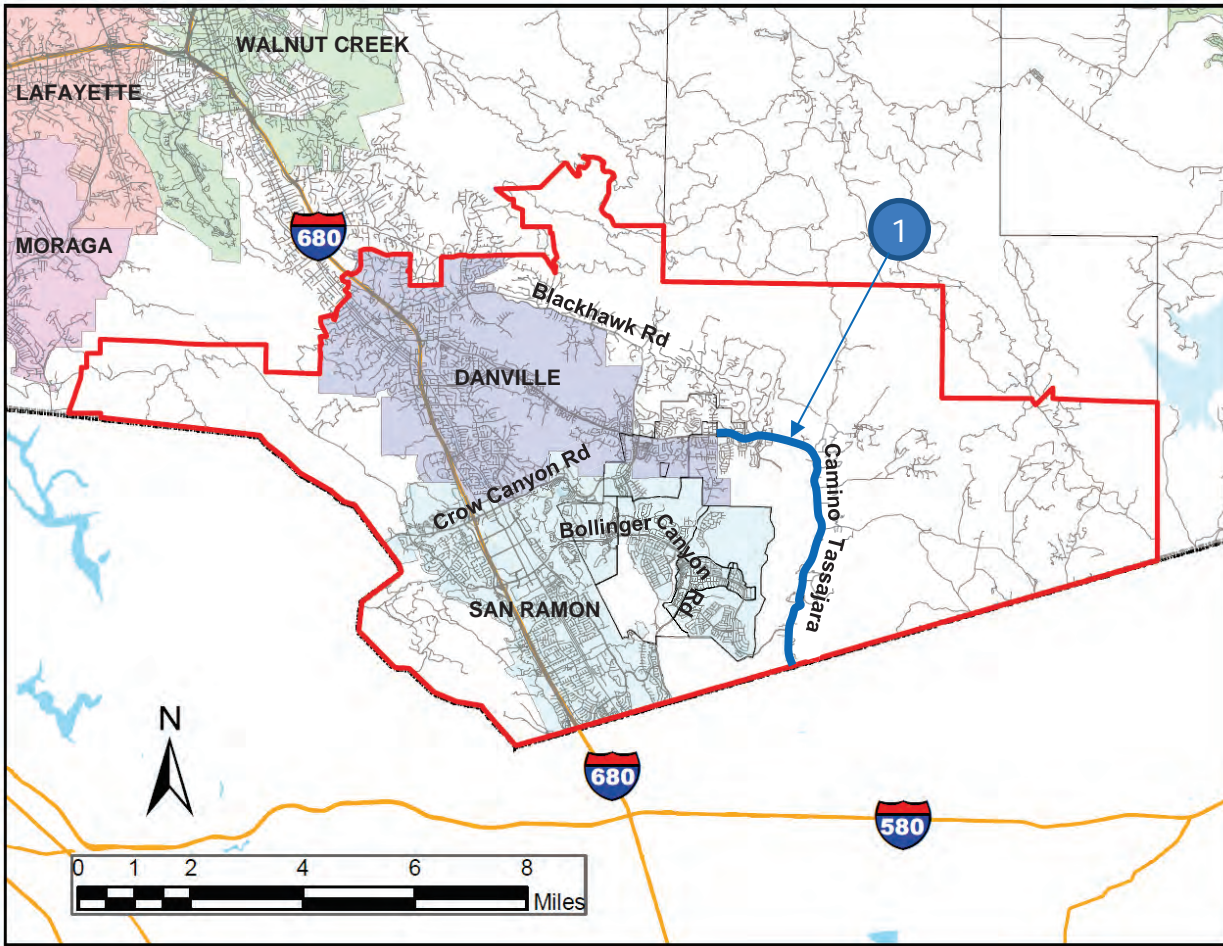 WALNUT CREEK
LAFAYETTE
MORAGA
680
1
Blackhawk Rd
DANVILLE
Crow Canyon Rd
Camino Tassajara
Bollinger Canyon Rd
SAN RAMON
N
680
580
0 1 2 4 6 8
Miles